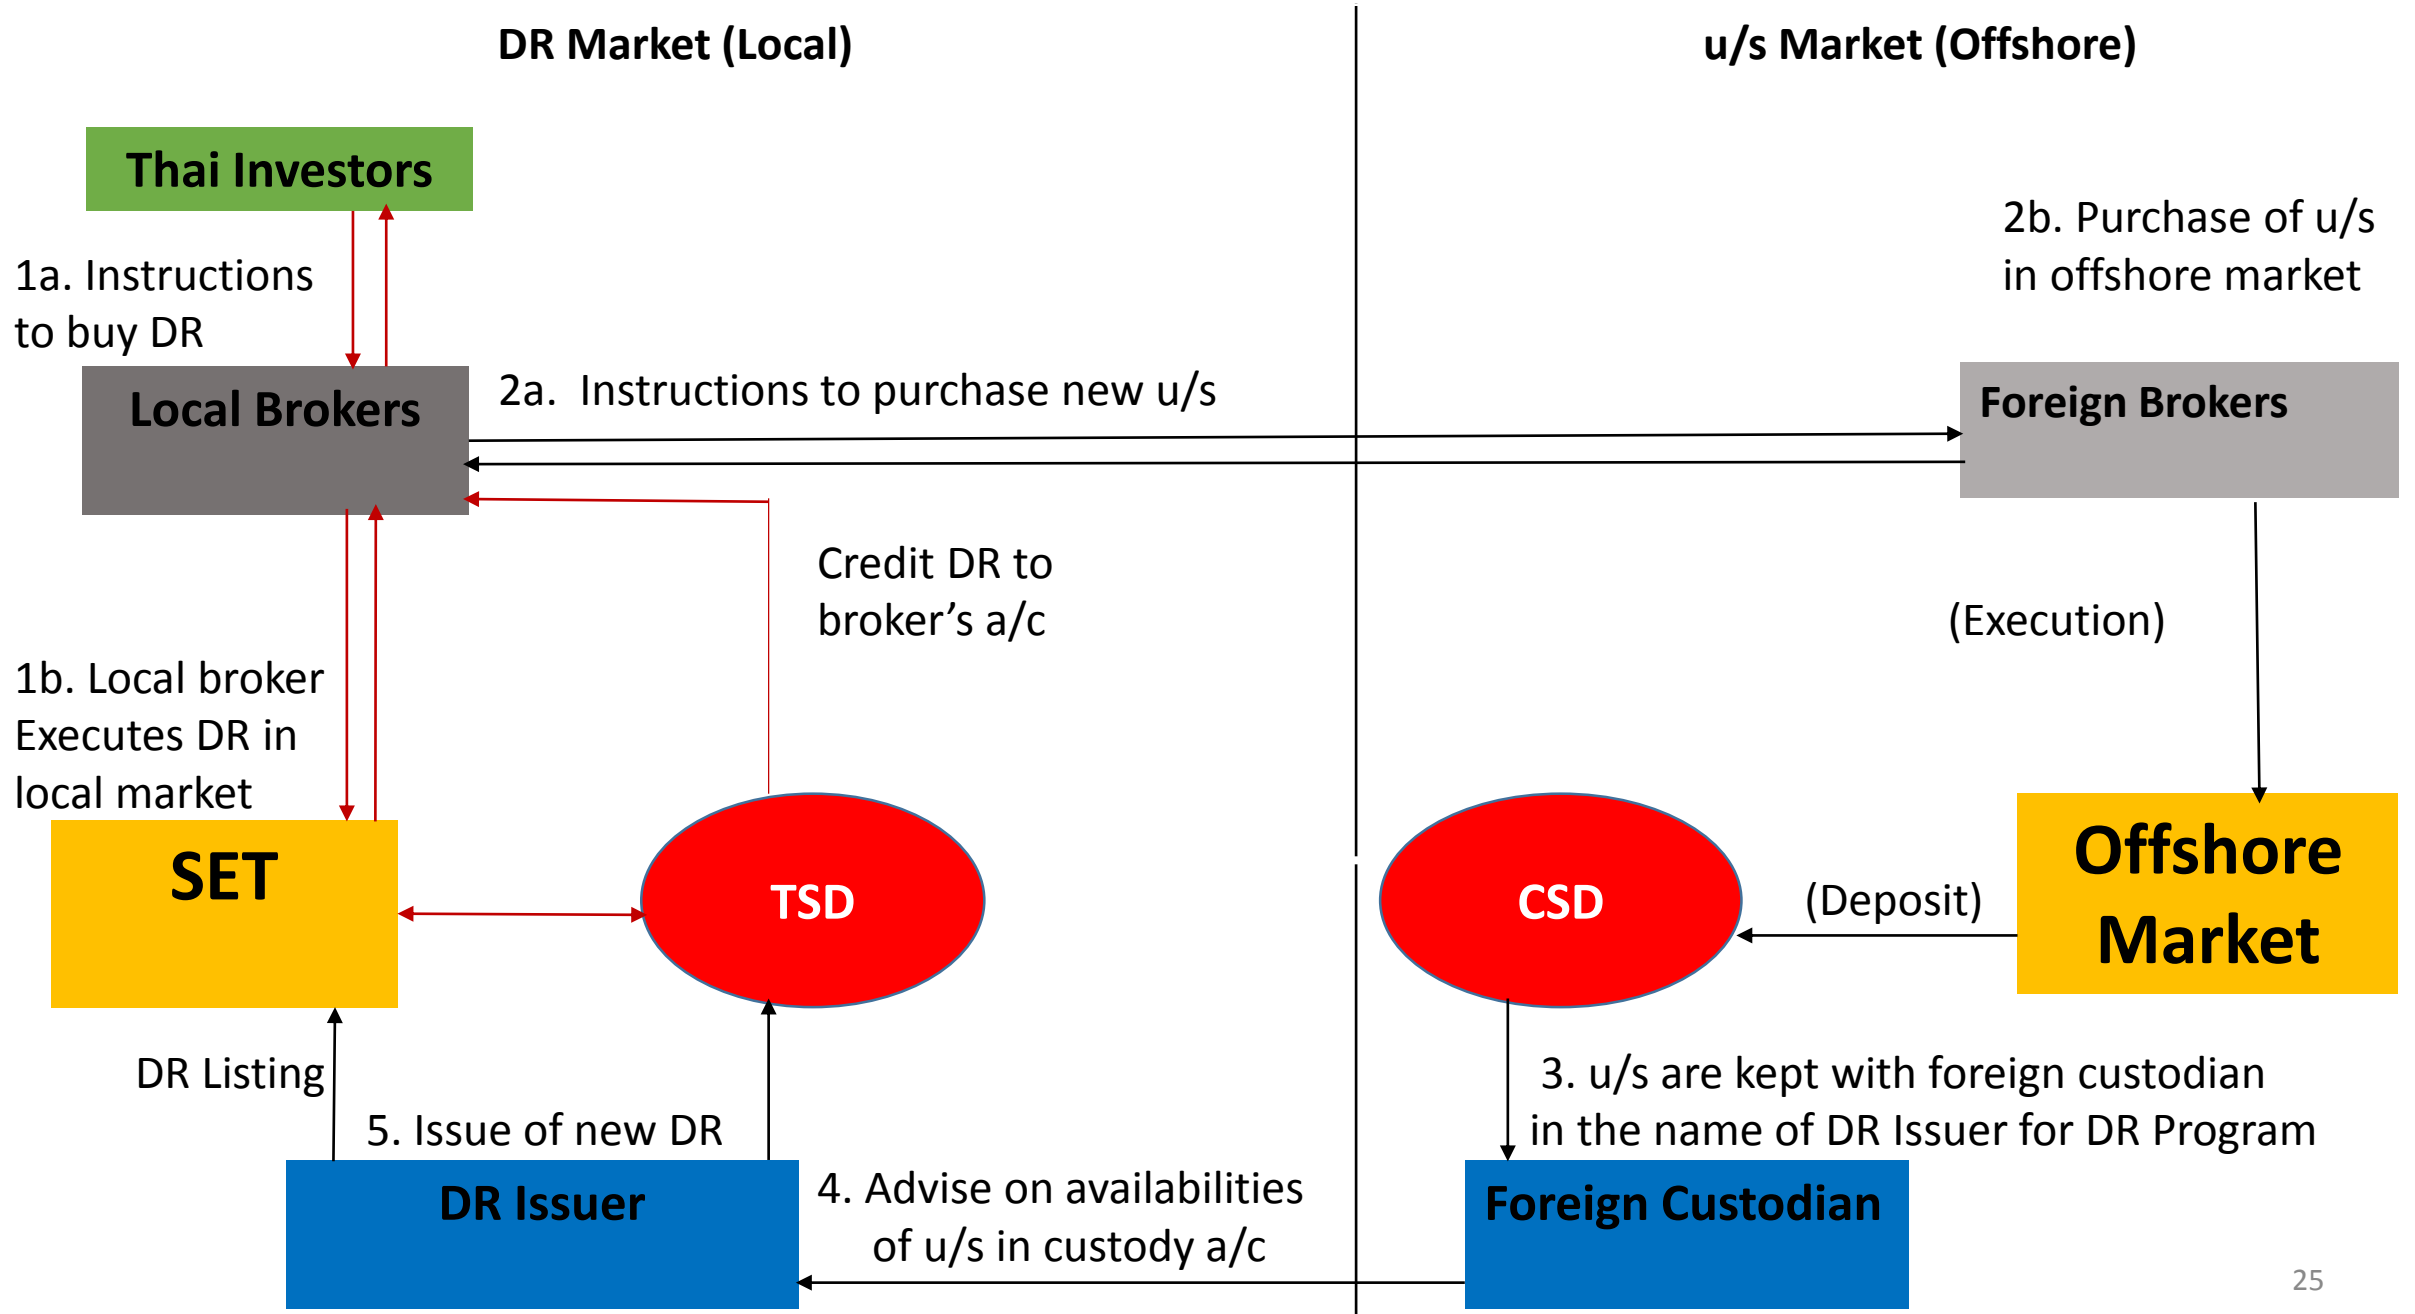 DR Market (Local)
u/s Market (Offshore)
Thai Investors
2b. Purchase of u/s
in offshore market
1a. Instructions
to buy DR
Local Brokers
2a.  Instructions to purchase new u/s
Foreign Brokers
Credit DR to
broker’s a/c
(Execution)
1b. Local broker
Executes DR in
local market
SET
TSD
CSD
(Deposit)
Offshore
Market
DR Listing
5. Issue of new DR
3. u/s are kept with foreign custodian
in the name of DR Issuer for DR Program
DR Issuer
4. Advise on availabilities
of u/s in custody a/c
Foreign Custodian
25